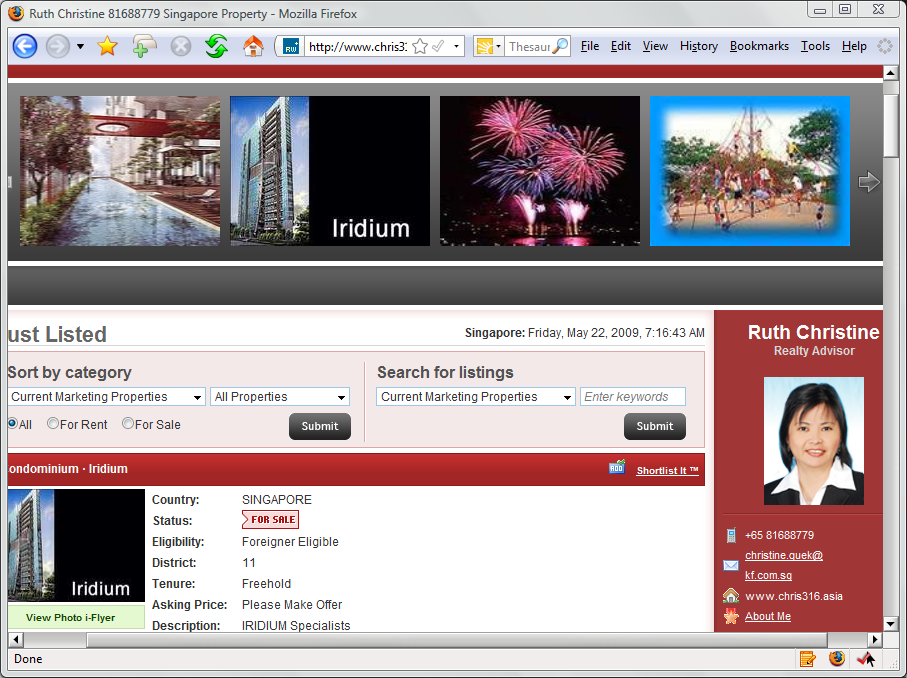 Ruth Christine 81688779 Singapore Property - Mozilla Firefox
RW http://www.chris3 Thesaur File Edit View History Bookmarks Tools Help
Iridium
ust Listed
Singapore: Friday, May 22, 2009, 7:16:43 AM
Sort by category
Current Marketing Properties All Properties
All For Rent For Sale Submit
Search for listings
Current Marketing Properties Enter keywords
Submit
ondominium · Iridium
ADD Shortlist It ™
Iridium
View Photo i-Flyer
Country: SINGAPORE
Status: FOR SALE
Eligibility: Foreigner Eligible
District: 11
Tenure: Freehold
Asking Price: Please Make Offer
Description: IRIDIUM Specialists
Ruth Christine
Realty Advisor
+65 81688779
christine.quek@
kf.com.sg
www.chris316.asia
About Me
Done